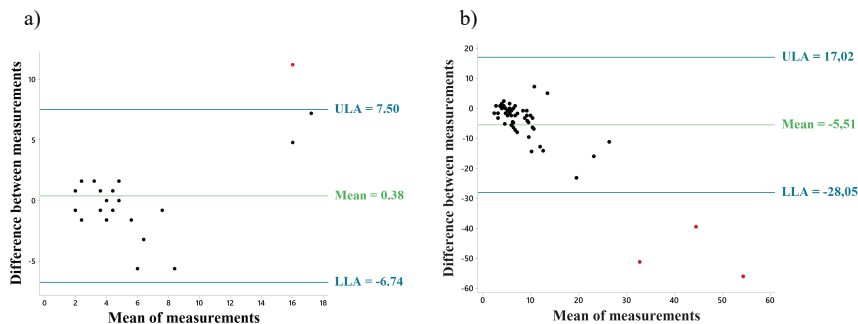 a)
Difference between measurements
10
5
0
-5
0 2 4 6 8 10 12 14 16 18
Mean of measurements
ULA = 7.50
Mean = 0.38
LLA = -6.74
b)
Difference between measurements
20
10
0
-10
-20
-30
-40
-50
-60
0 10 20 30 40 50 60
Mean of measurements
ULA = 17,02
Mean = -5,51
LLA = -28,05